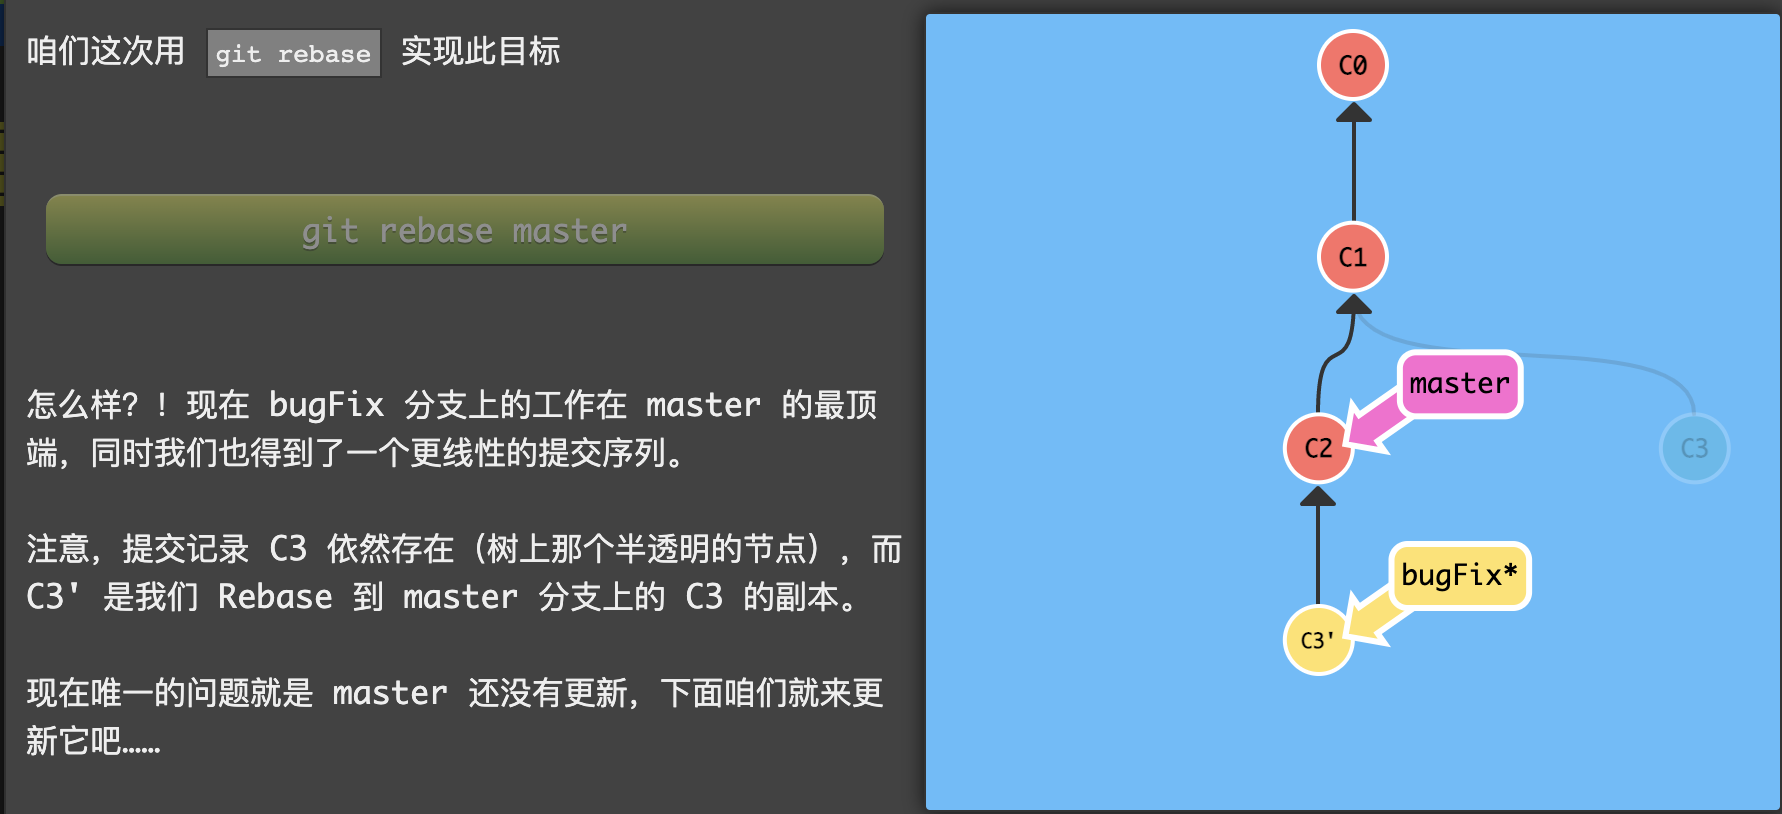 咱们这次用 git rebase 实现此目标
git rebase master
怎么样？！现在 bugFix 分支上的工作在 master 的最顶
端，同时我们也得到了一个更线性的提交序列。
注意，提交记录 C3 依然存在（树上那个半透明的节点），而
C3' 是我们 Rebase 到 master 分支上的 C3 的副本。
现在唯一的问题就是 master 还没有更新，下面咱们就来更
新它吧……
C0
C1
master
C2
C3
bugFix*
C3'